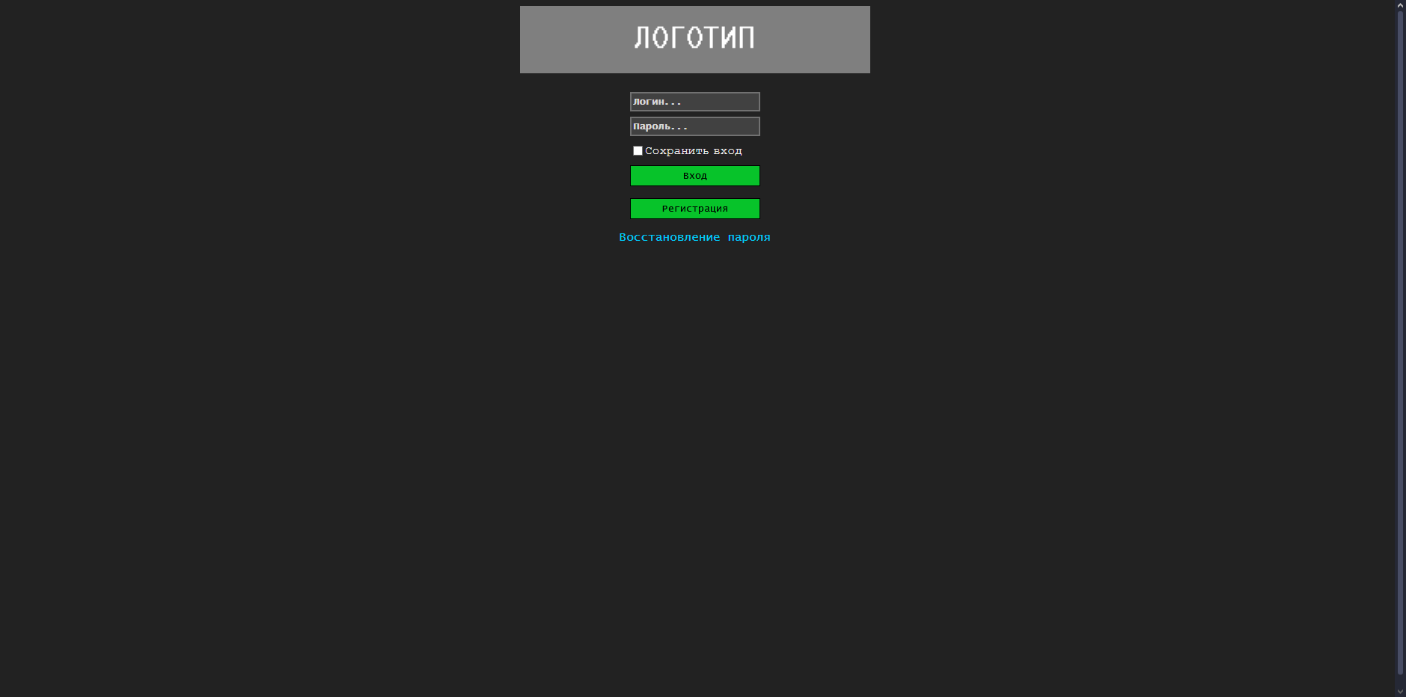 ЛОГОТИП
Логин...
Пароль...
Сохранить вход
Вход
Регистрация
Восстановление пароля